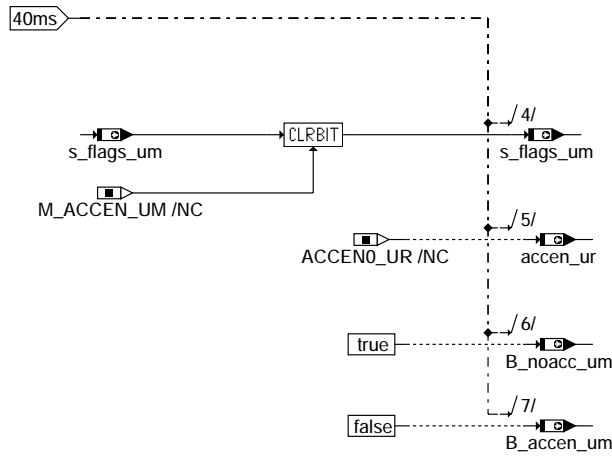 40ms
/4/
CLRBIT
s_flags_um
s_flags_um
M_ACCEN_UM /NC
/5/
ACCEN0_UR /NC
accen_ur
/6/
true
B_noacc_um
/7/
false
B_accen_um